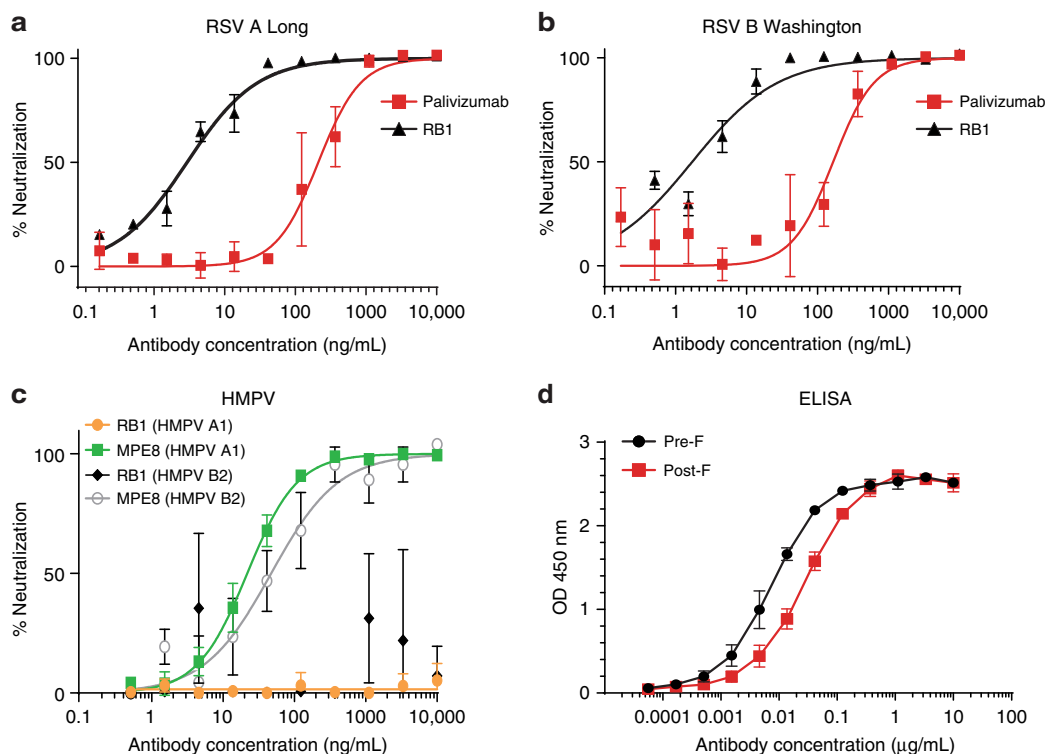 a
RSV A Long
100
50
0
% Neutralization
Palivizumab
RB1
0.1
1
10
100
1000
10,000
Antibody concentration (ng/mL)
b
RSV B Washington
100
50
0
% Neutralization
Palivizumab
RB1
0.1
1
10
100
1000
10,000
Antibody concentration (ng/mL)
c
HMPV
RB1 (HMPV A1)
MPE8 (HMPV A1)
RB1 (HMPV B2)
MPE8 (HMPV B2)
100
50
0
% Neutralization
0.1
1
10
100
1000
10,000
Antibody concentration (ng/mL)
d
ELISA
Pre-F
Post-F
3
2
1
0
OD 450 nm
0.0001
0.001
0.01
0.1
1
10
100
Antibody concentration (μg/mL)